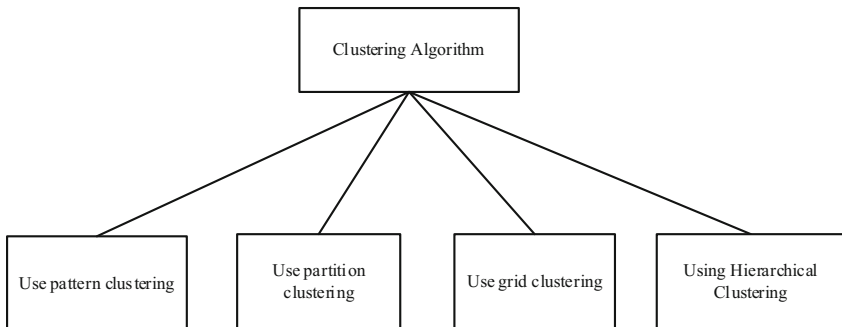 Clustering Algorithm
Use pattern clustering
Use partition
clustering
Use grid clustering
Using Hierarchical
Clustering